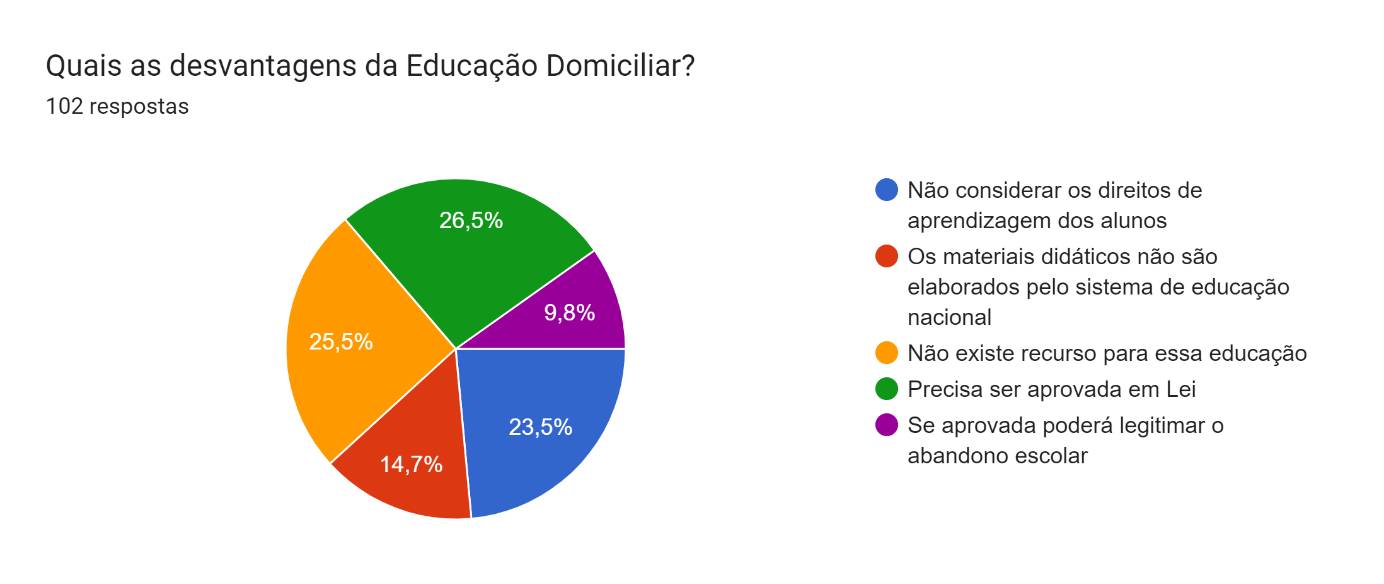 Quais as desvantagens da Educação Domiciliar?
102 respostas
26,5%
9,8%
25,5%
23,5%
14,7%
Não considerar os direitos de
aprendizagem dos alunos
Os materiais didáticos não são
elaborados pelo sistema de educação
nacional
Não existe recurso para essa educação
Precisa ser aprovada em Lei
Se aprovada poderá legitimar o
abandono escolar